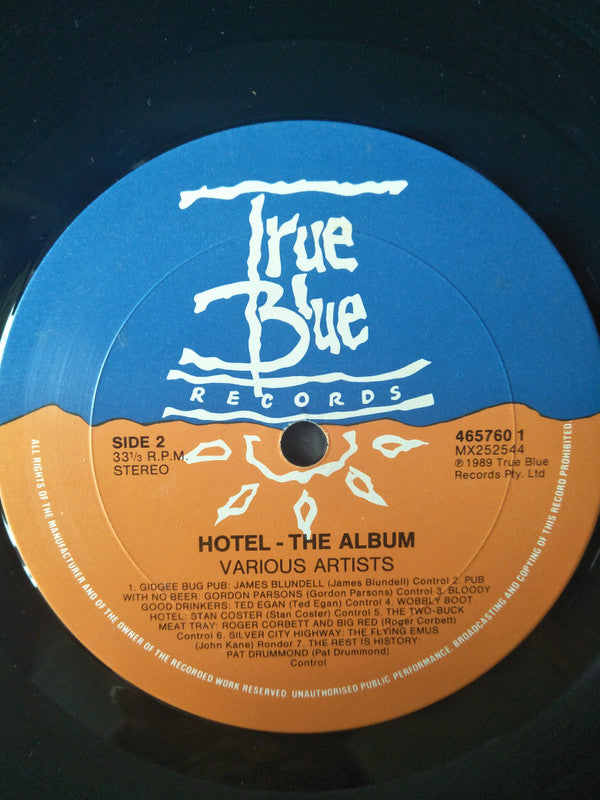 True
Blue
RECORDS
SIDE 2
33⅓ R.P.M.
STEREO
465760 1
MX252544
℗ 1989 True Blue
Records Pty. Ltd
HOTEL - THE ALBUM
VARIOUS ARTISTS
1. GIDGEE BUG PUB: JAMES BLUNDELL (James Blundell) Control 2. PUB
WITH NO BEER: GORDON PARSONS (Gordon Parsons) Control 3. BLOODY
GOOD DRINKERS: TED EGAN (Ted Egan) Control 4. WOBBLY BOOT
HOTEL: STAN COSTER (Stan Coster) Control 5. THE TWO-BUCK
MEAT TRAY: ROGER CORBETT AND BIG RED (Roger Corbett)
Control 6. SILVER CITY HIGHWAY: THE FLYING EMUS
(John Kane) Rondor 7. THE REST IS HISTORY:
PAT DRUMMOND (Pat Drummond)
Control
ALL RIGHTS OF THE MANUFACTURER AND OF THE OWNER OF THE RECORDED WORK RESERVED. UNAUTHORISED PUBLIC PERFORMANCE, BROADCASTING AND COPYING OF THIS RECORD PROHIBITED.